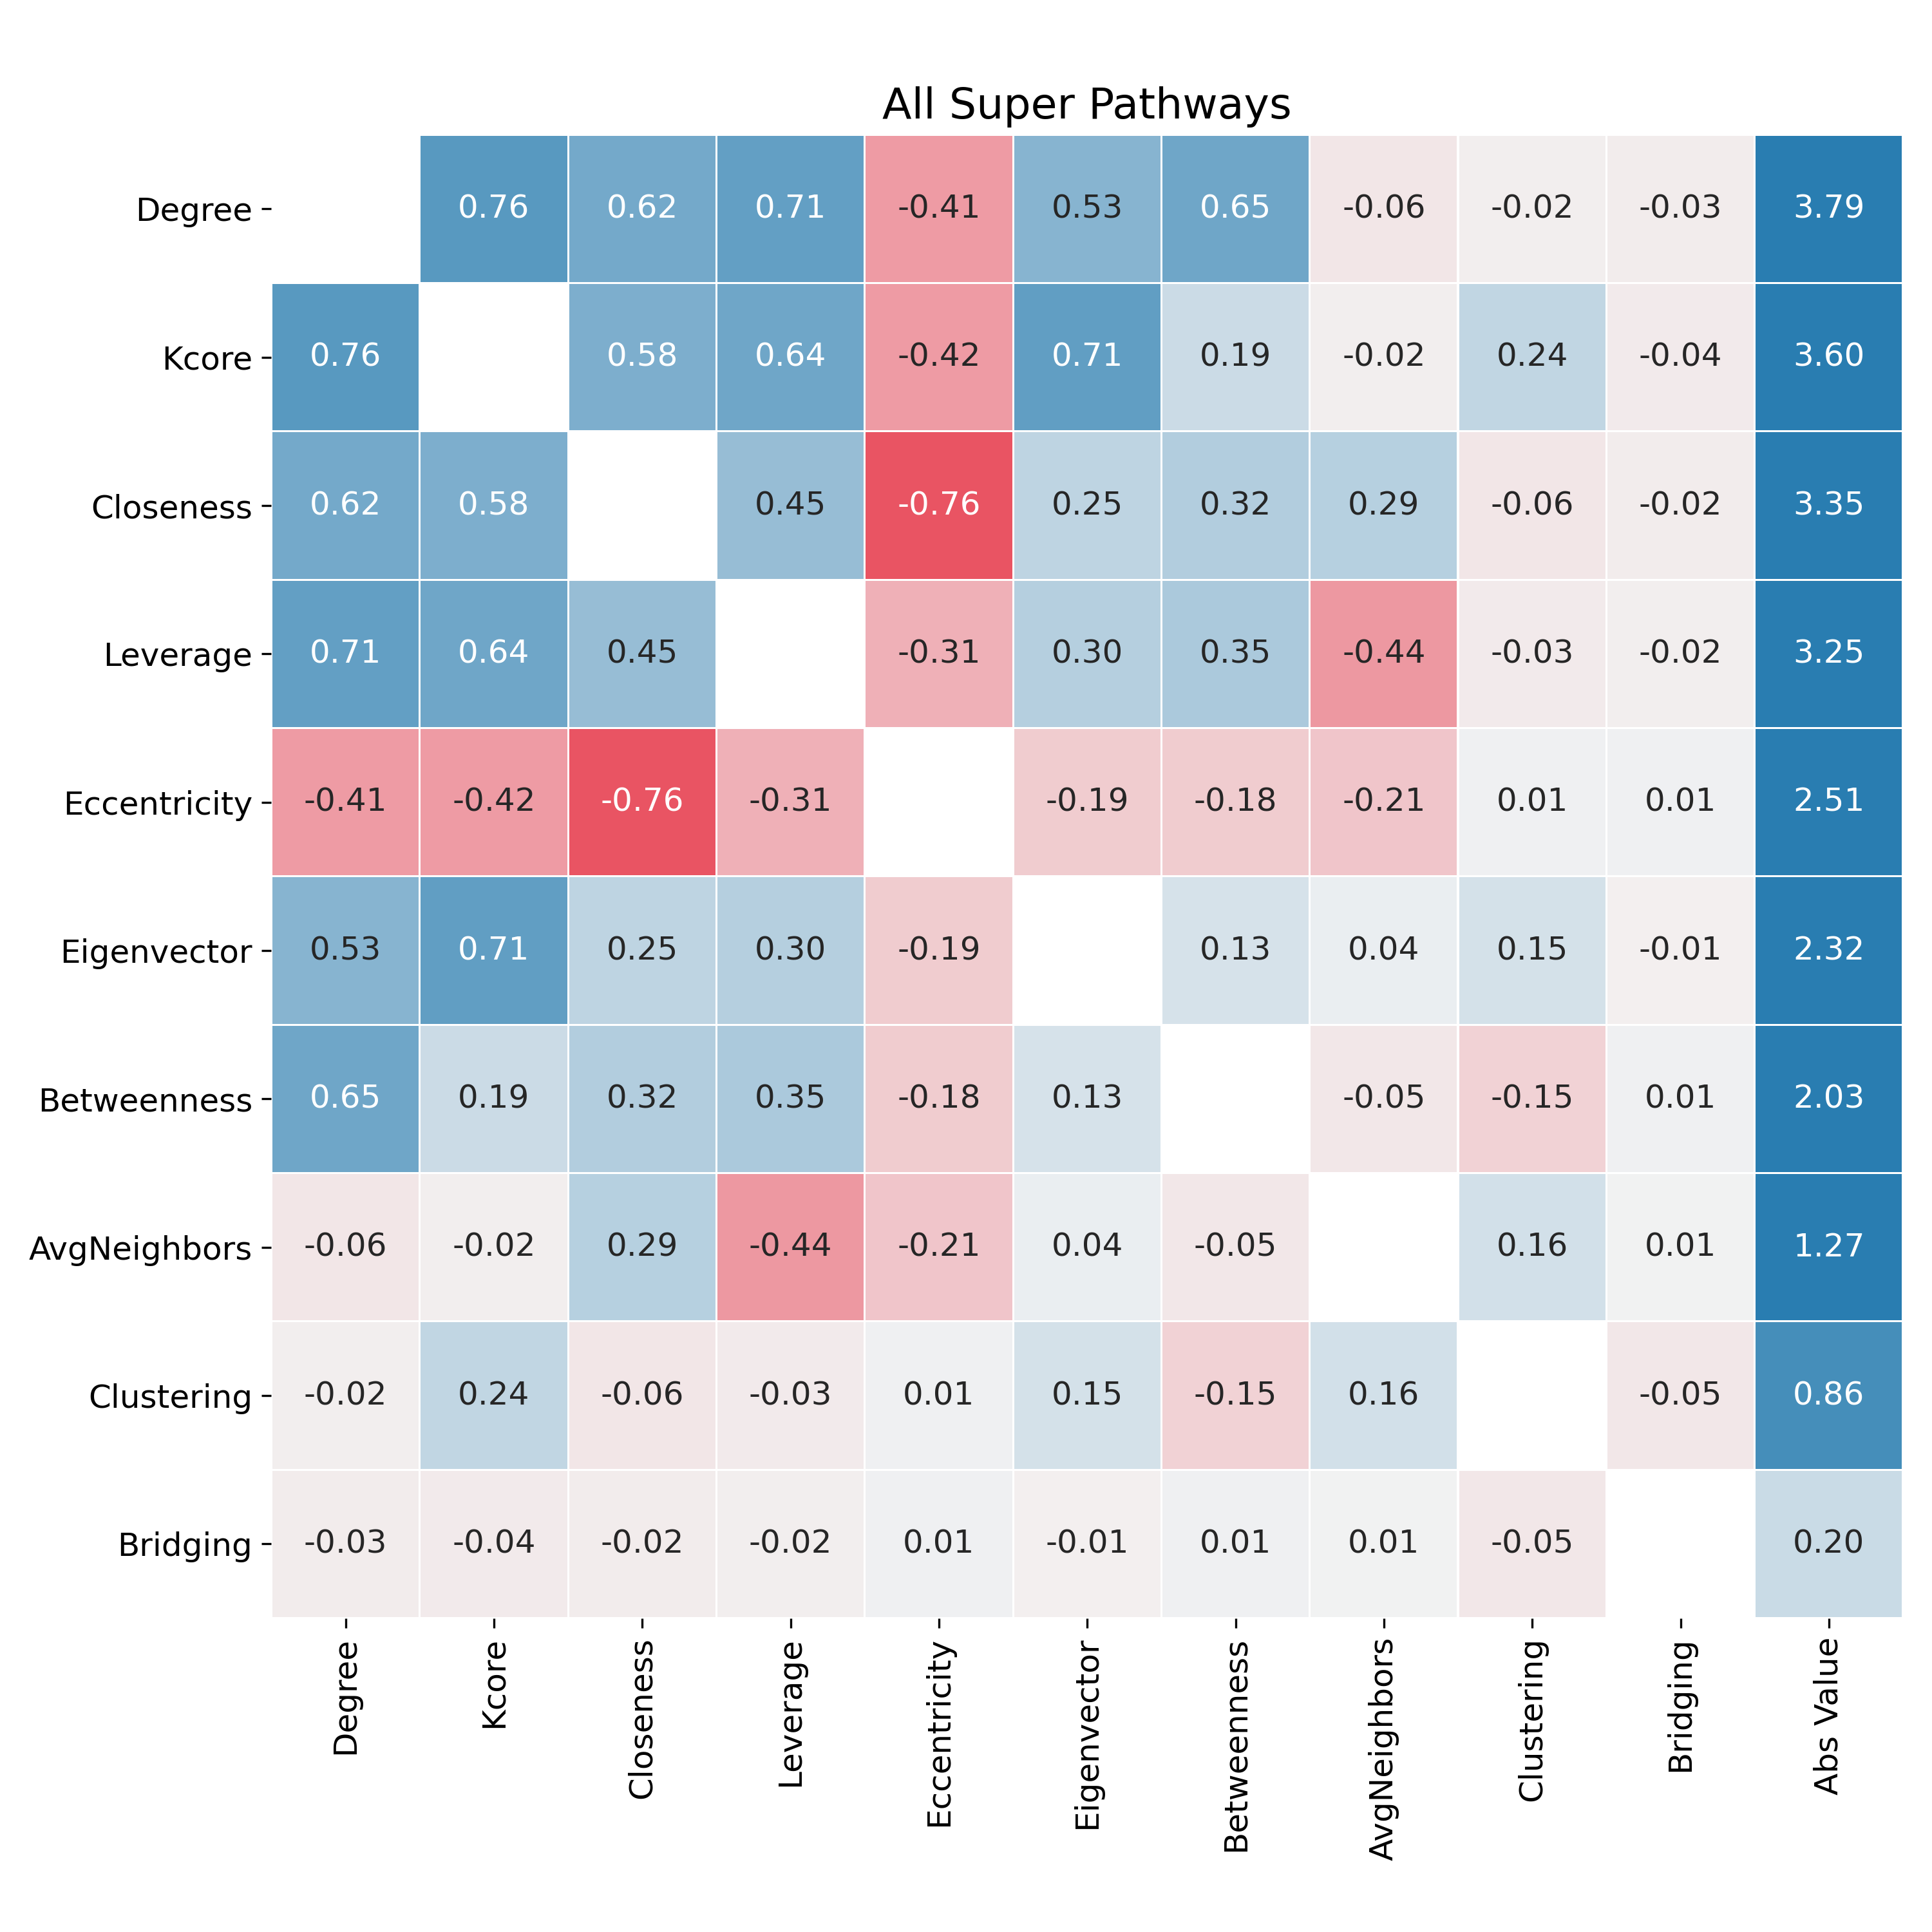 All Super Pathways
Degree 0.76 0.62 0.71 -0.41 0.53 0.65 -0.06 -0.02 -0.03 3.79
Kcore 0.76 0.58 0.64 -0.42 0.71 0.19 -0.02 0.24 -0.04 3.60
Closeness 0.62 0.58 0.45 -0.76 0.25 0.32 0.29 -0.06 -0.02 3.35
Leverage 0.71 0.64 0.45 -0.31 0.30 0.35 -0.44 -0.03 -0.02 3.25
Eccentricity -0.41 -0.42 -0.76 -0.31 -0.19 -0.18 -0.21 0.01 0.01 2.51
Eigenvector 0.53 0.71 0.25 0.30 -0.19 0.13 0.04 0.15 -0.01 2.32
Betweenness 0.65 0.19 0.32 0.35 -0.18 0.13 -0.05 -0.15 0.01 2.03
AvgNeighbors -0.06 -0.02 0.29 -0.44 -0.21 0.04 -0.05 0.16 0.01 1.27
Clustering -0.02 0.24 -0.06 -0.03 0.01 0.15 -0.15 0.16 -0.05 0.86
Bridging -0.03 -0.04 -0.02 -0.02 0.01 -0.01 0.01 0.01 -0.05 0.20
Degree Kcore Closeness Leverage Eccentricity Eigenvector Betweenness AvgNeighbors Clustering Bridging Abs Value